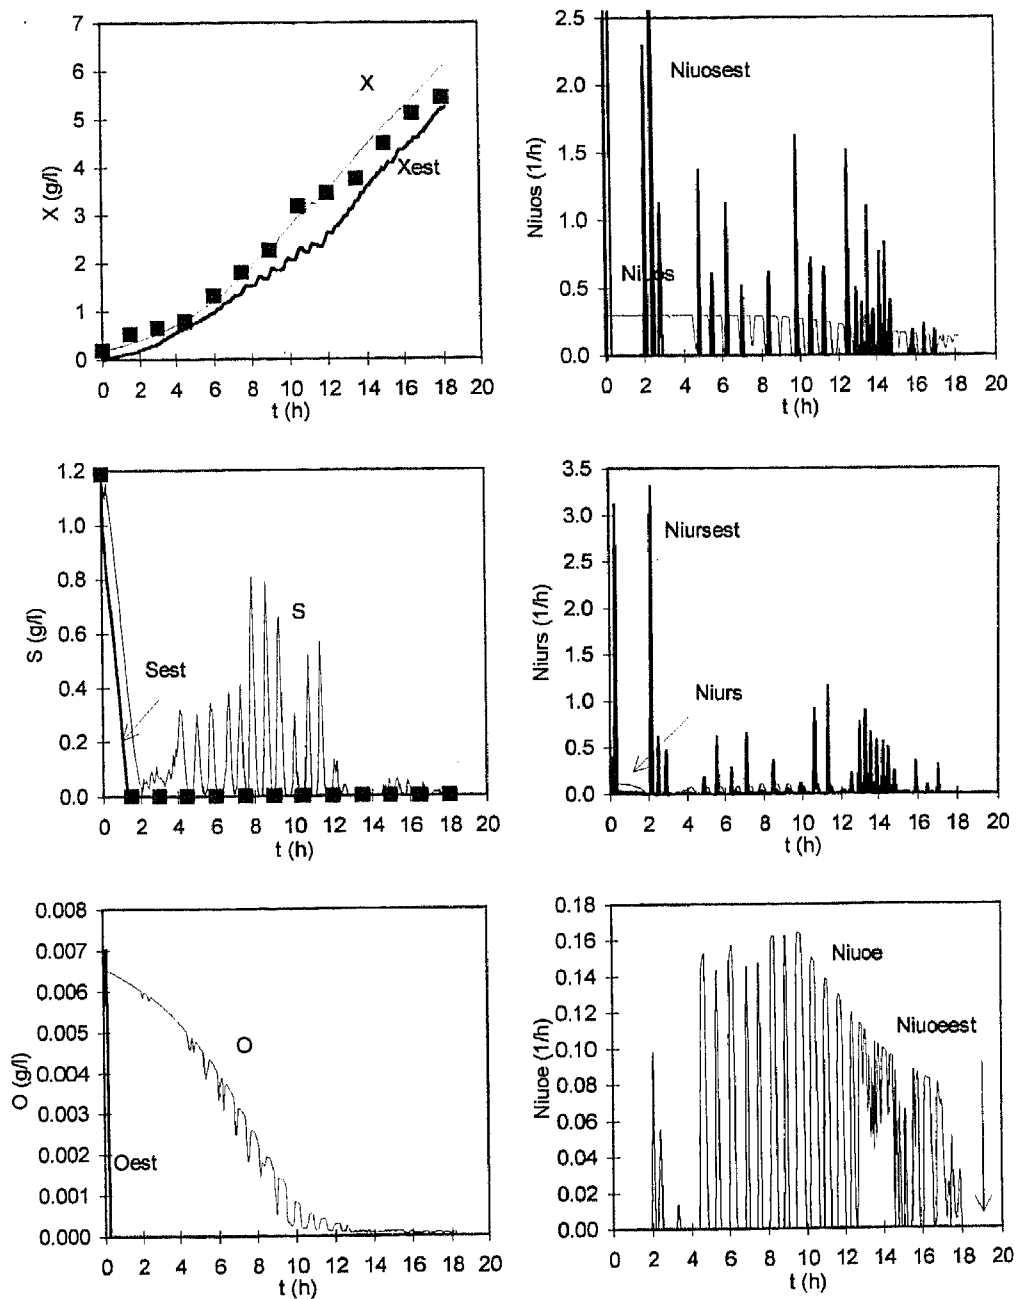 7
6
5
4
3
2
1
0
X (g/l)
X
Xest
0 2 4 6 8 10 12 14 16 18 20
t (h)
2.5
2.0
1.5
1.0
0.5
0.0
Niuos (1/h)
Niuosest
Niuos
0 2 4 6 8 10 12 14 16 18 20
t (h)
1.2
1.0
0.8
0.6
0.4
0.2
0.0
S (g/l)
S
Sest
0 2 4 6 8 10 12 14 16 18 20
t (h)
3.5
3.0
2.5
2.0
1.5
1.0
0.5
0.0
Niurs (1/h)
Niursest
Niurs
0 2 4 6 8 10 12 14 16 18 20
t (h)
0.008
0.007
0.006
0.005
0.004
0.003
0.002
0.001
0.000
O (g/l)
O
Oest
0 2 4 6 8 10 12 14 16 18 20
t (h)
0.18
0.16
0.14
0.12
0.10
0.08
0.06
0.04
0.02
0.00
Niuoe (1/h)
Niuoe
Niuoeest
0 2 4 6 8 10 12 14 16 18 20
t (h)